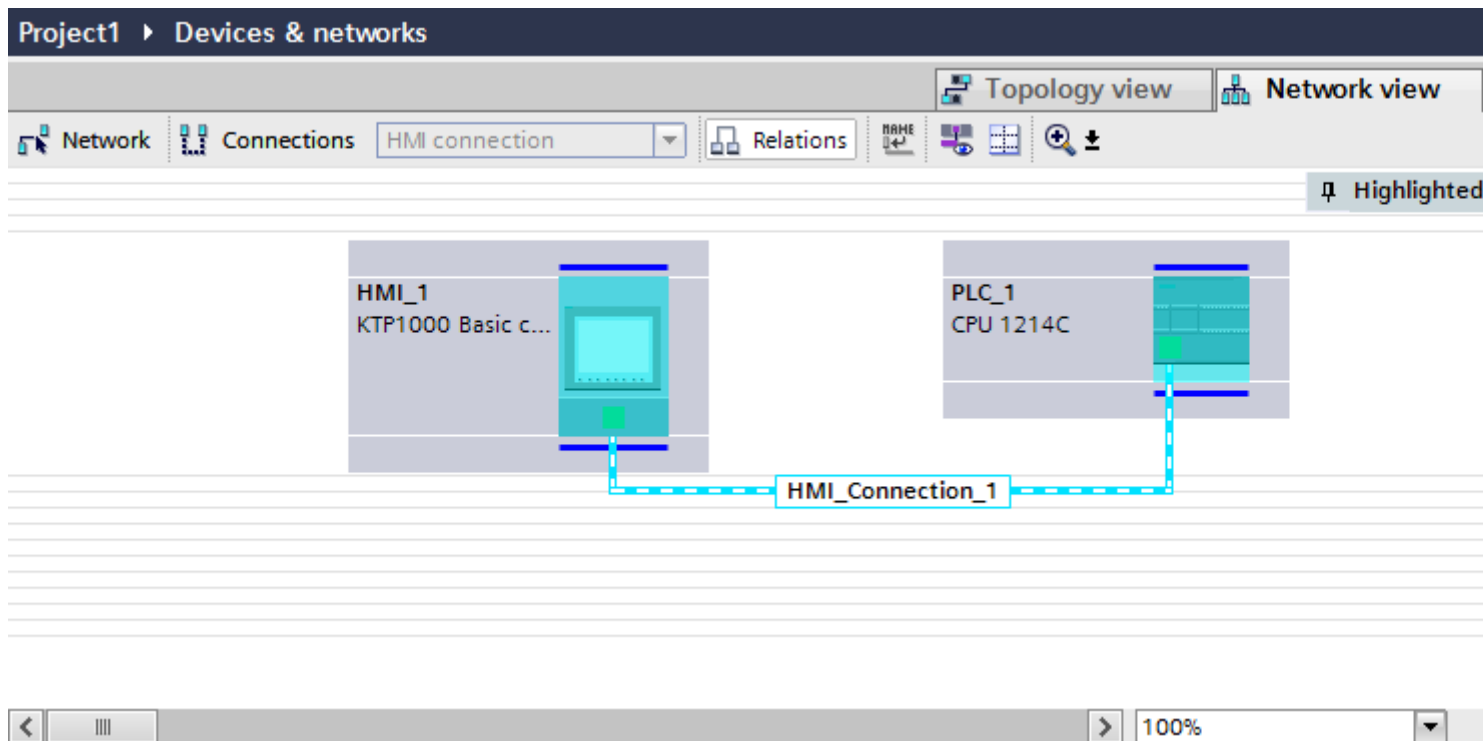 Project1 ▸ Devices & networks
Topology view
Network view
Network
Connections
HMI connection
Relations
NAME
Highlighted
HMI_1
KTP1000 Basic c...
PLC_1
CPU 1214C
HMI_Connection_1
100%